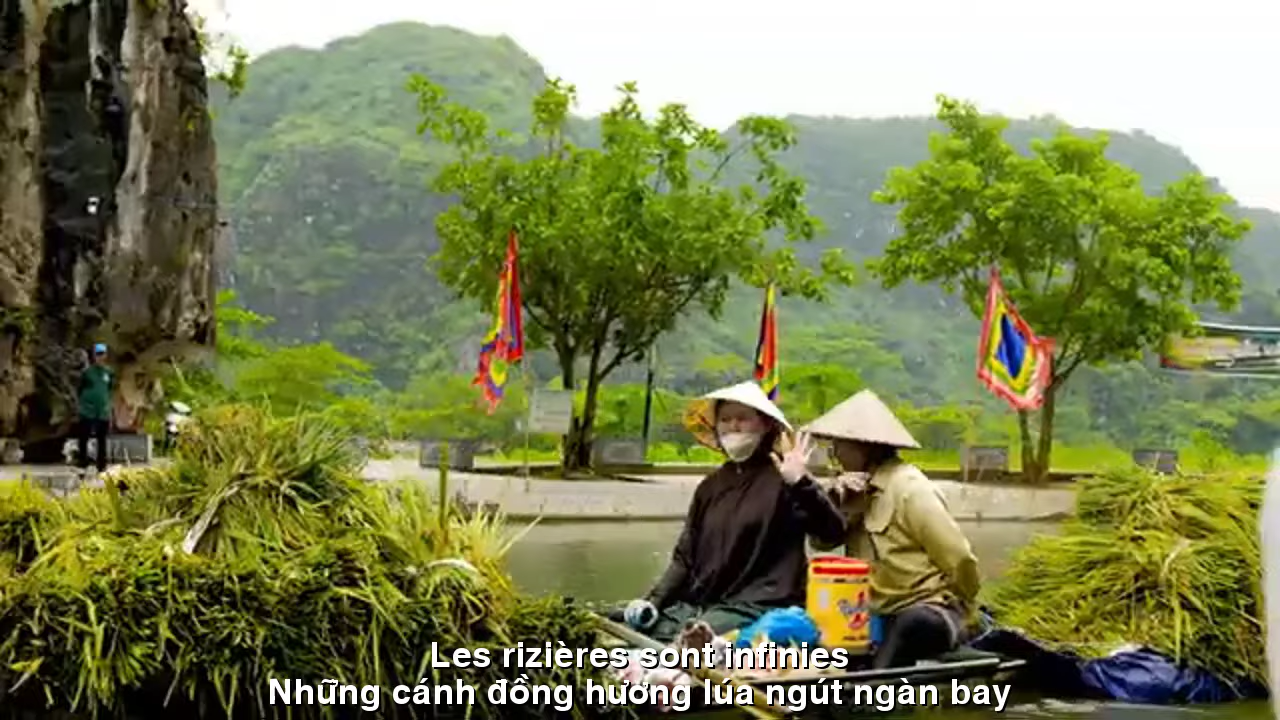 Les rizières sont infinies
Những cánh đồng hương lúa ngút ngàn bay